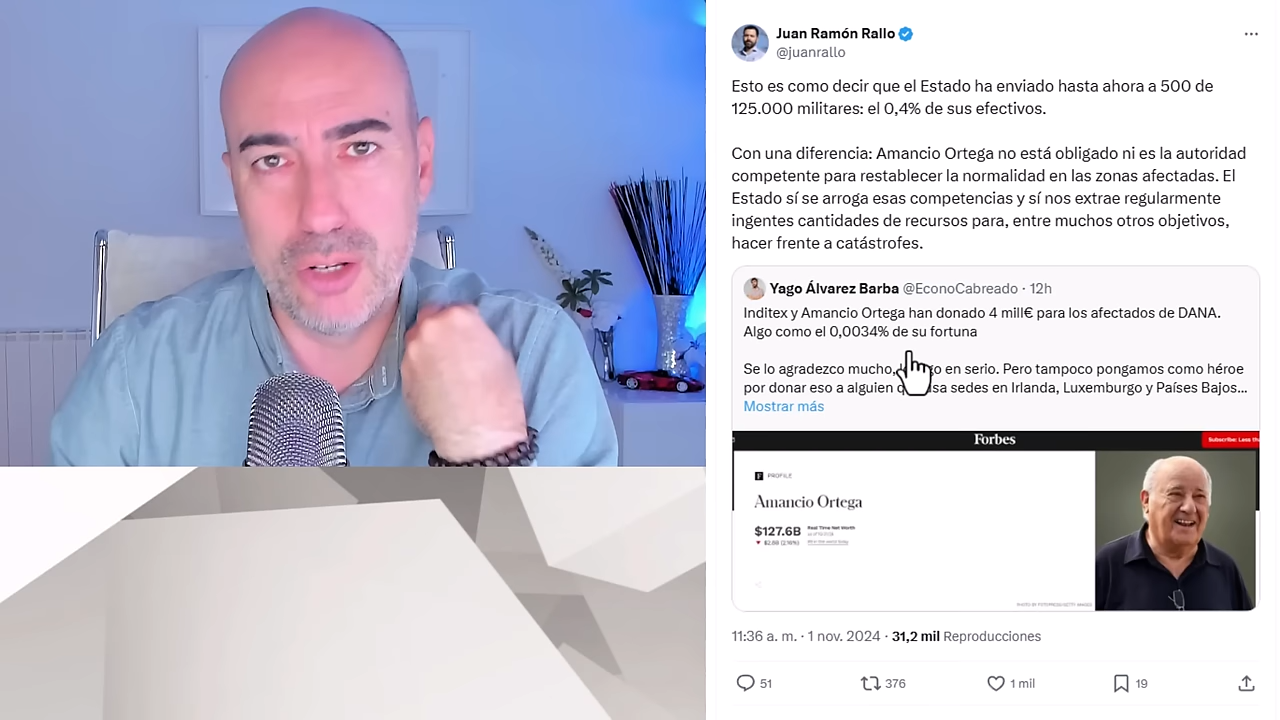 Juan Ramón Rallo
@juanrallo
Esto es como decir que el Estado ha enviado hasta ahora a 500 de
125.000 militares: el 0,4% de sus efectivos.
Con una diferencia: Amancio Ortega no está obligado ni es la autoridad
competente para restablecer la normalidad en las zonas afectadas. El
Estado sí se arroga esas competencias y sí nos extrae regularmente
ingentes cantidades de recursos para, entre muchos otros objetivos,
hacer frente a catástrofes.
Yago Álvarez Barba @EconoCabreado · 12h
Inditex y Amancio Ortega han donado 4 mill€ para los afectados de DANA.
Algo como el 0,0034% de su fortuna
Se lo agradezco mucho, en serio. Pero tampoco pongamos como héroe
por donar eso a alguien sedes en Irlanda, Luxemburgo y Países Bajos...
Mostrar más
Forbes
PROFILE
Amancio Ortega
$127.6B
Real Time Net Worth
11:36 a. m. · 1 nov. 2024 · 31,2 mil Reproducciones
51 376 1 mil 19